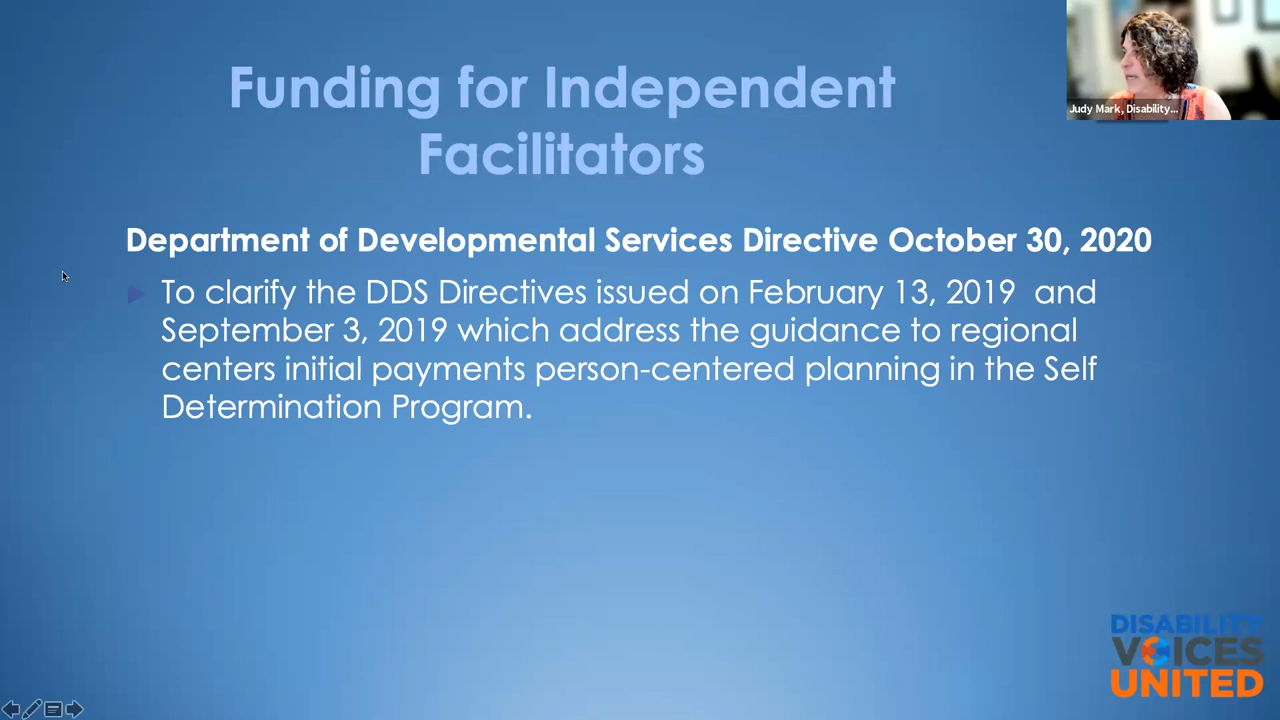 Funding for Independent
Facilitators
Judy Mark, Disability...
Department of Developmental Services Directive October 30, 2020
To clarify the DDS Directives issued on February 13, 2019 and
September 3, 2019 which address the guidance to regional
centers initial payments person-centered planning in the Self
Determination Program.
DISABILITY
VOICES
UNITED